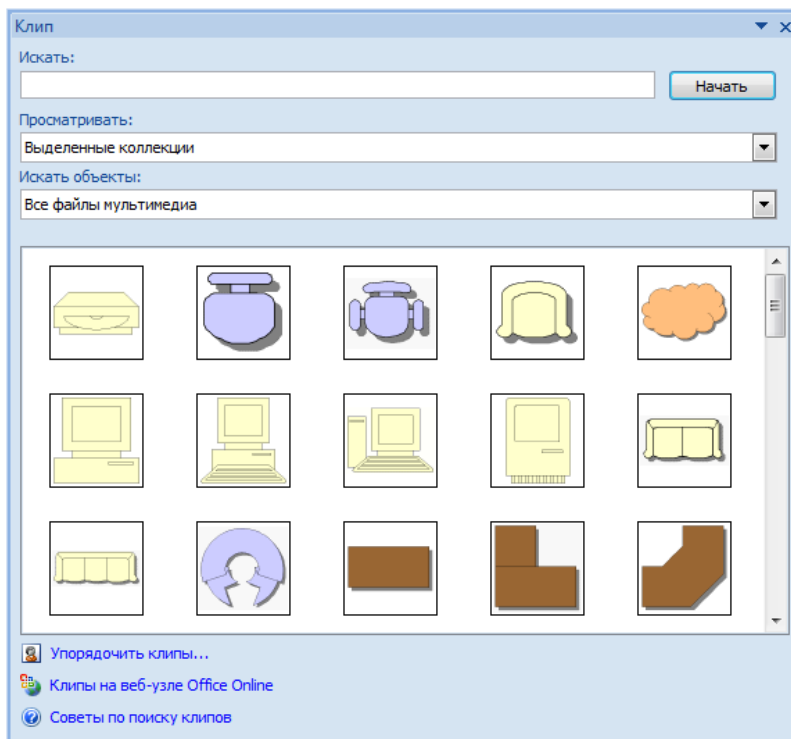 Клип
Искать:
Начать
Просматривать:
Выделенные коллекции
Искать объекты:
Все файлы мультимедиа
Упорядочить клипы...
Клипы на веб-узле Office Online
Советы по поиску клипов